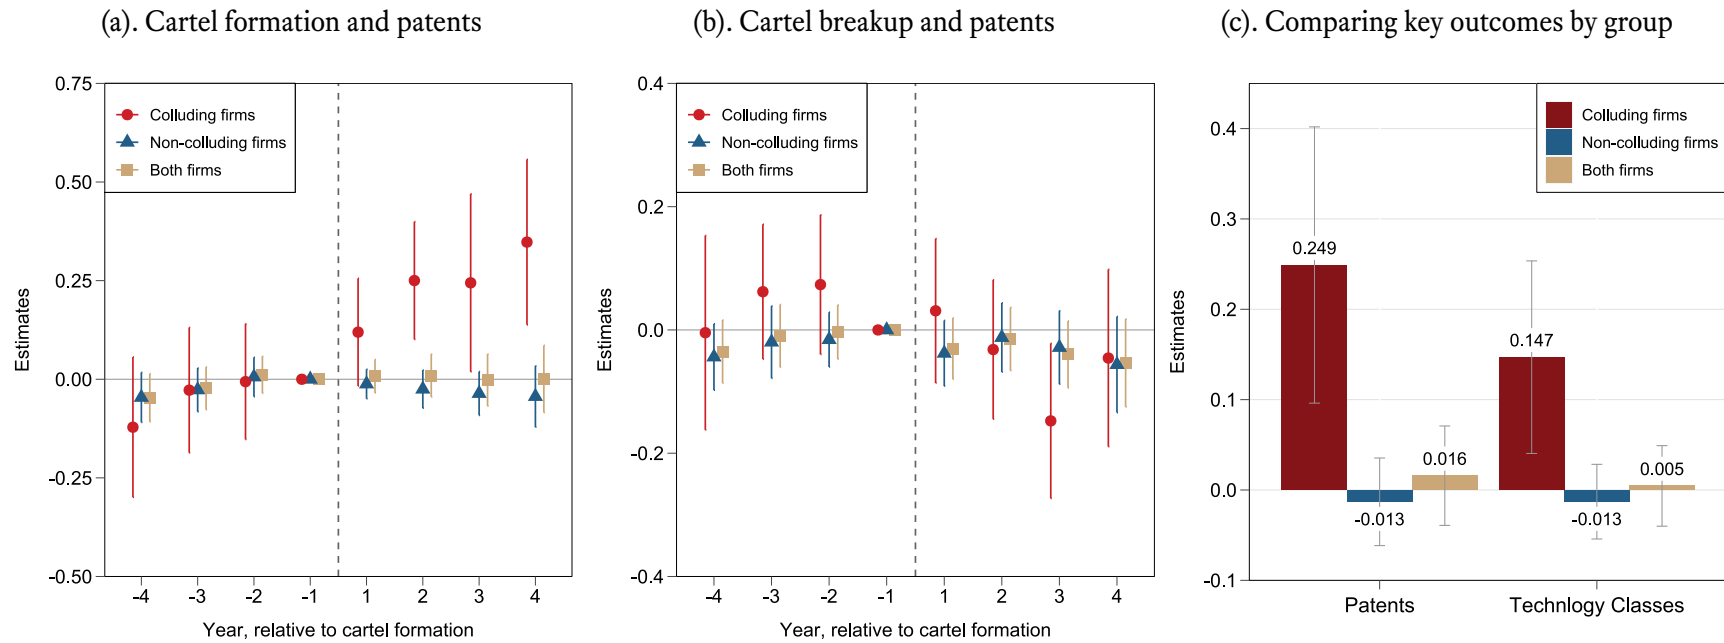 (a). Cartel formation and patents
0.75
0.50
0.25
0.00
-0.25
-0.50
Estimates
Colluding firms
Non-colluding firms
Both firms
-4 -3 -2 -1 1 2 3 4
Year, relative to cartel formation
(b). Cartel breakup and patents
0.4
0.2
0.0
-0.2
-0.4
Estimates
Colluding firms
Non-colluding firms
Both firms
-4 -3 -2 -1 1 2 3 4
Year, relative to cartel formation
(c). Comparing key outcomes by group
0.4
0.3
0.2
0.1
0.0
-0.1
Estimates
Colluding firms
Non-colluding firms
Both firms
0.249
-0.013
0.016
0.147
-0.013
0.005
Patents
Technlogy Classes